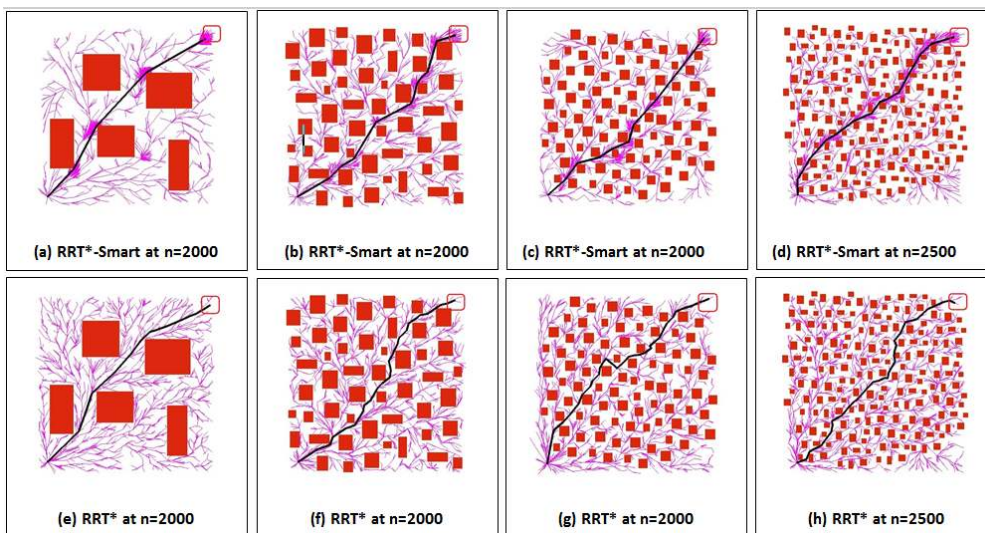 (a) RRT*-Smart at n=2000
(b) RRT*-Smart at n=2000
(c) RRT*-Smart at n=2000
(d) RRT*-Smart at n=2500
(e) RRT* at n=2000
(f) RRT* at n=2000
(g) RRT* at n=2000
(h) RRT* at n=2500